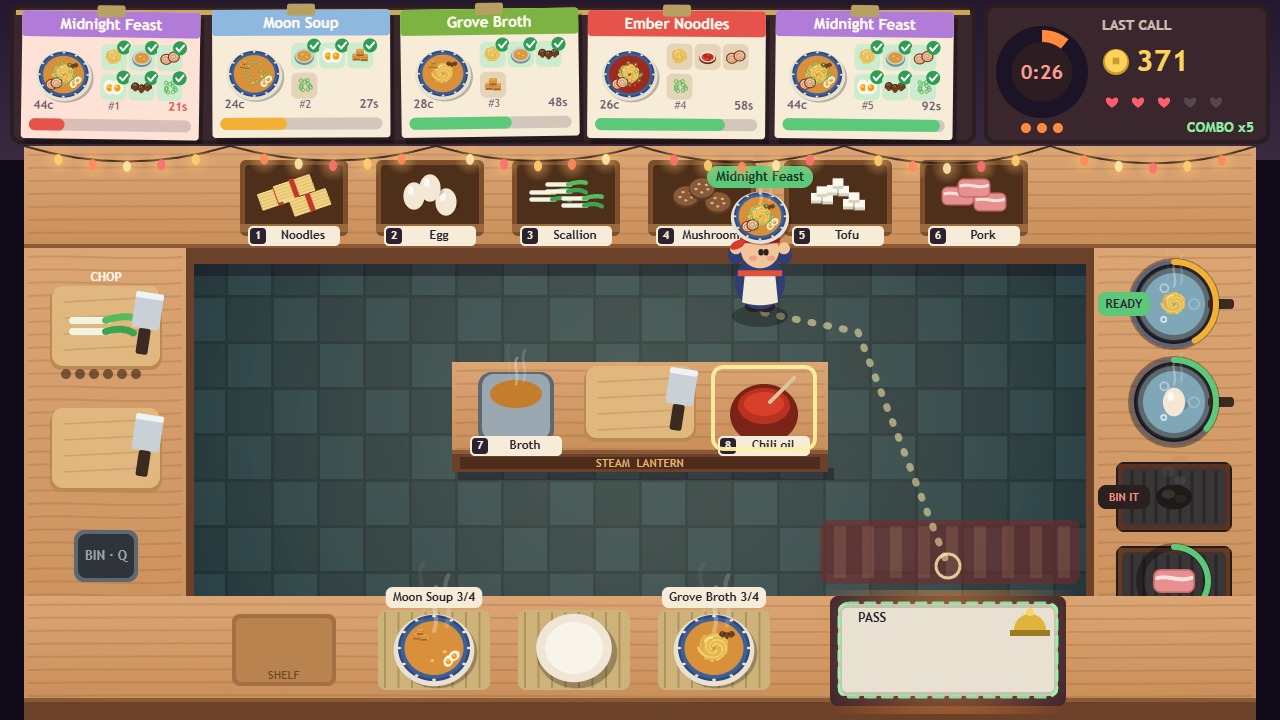 Midnight Feast
44c
#1
21s
Moon Soup
24c
#2
27s
Grove Broth
28c
#3
48s
Ember Noodles
26c
#4
58s
Midnight Feast
44c
#5
92s
0:26
LAST CALL
371
COMBO x5
Midnight Feast
1 Noodles
2 Egg
3 Scallion
4 Mushroom
5 Tofu
6 Pork
CHOP
READY
7 Broth
8 Chili oil
STEAM LANTERN
BIN IT
BIN · Q
Moon Soup 3/4
Grove Broth 3/4
SHELF
PASS